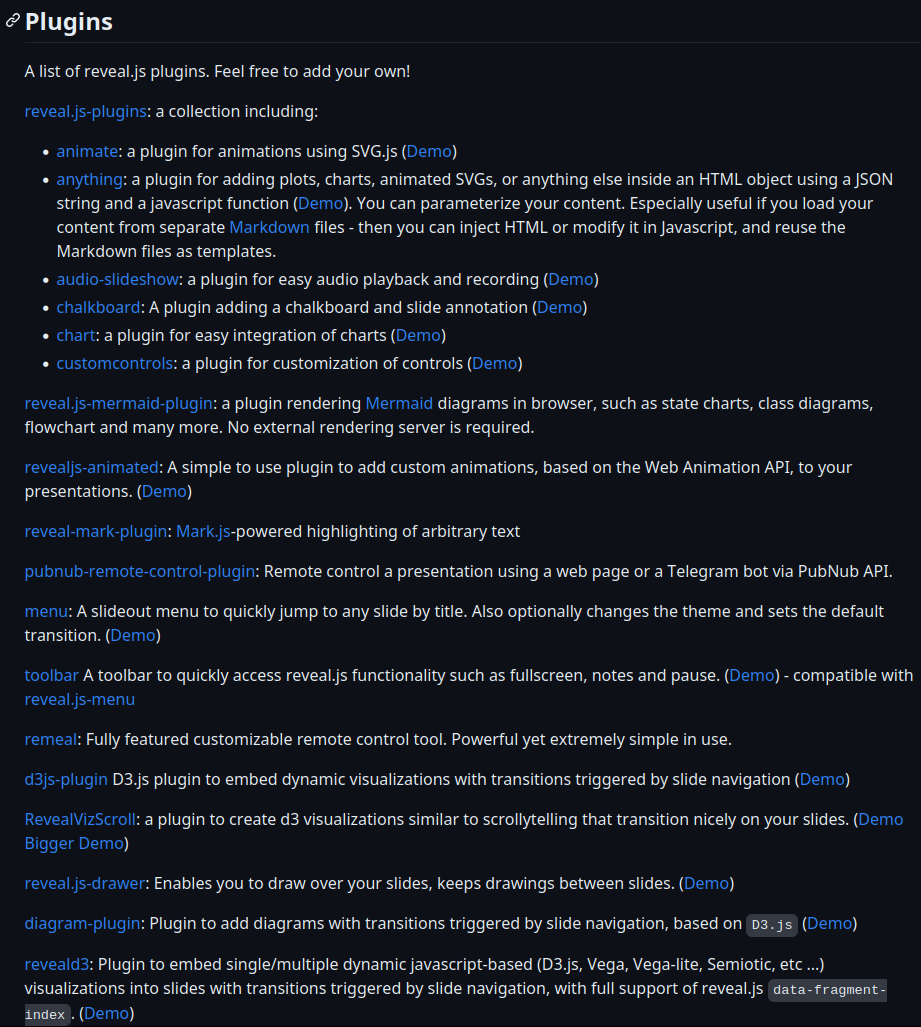 Plugins
A list of reveal.js plugins. Feel free to add your own!
reveal.js-plugins: a collection including:
• animate: a plugin for animations using SVG.js (Demo)
• anything: a plugin for adding plots, charts, animated SVGs, or anything else inside an HTML object using a JSON
string and a javascript function (Demo). You can parameterize your content. Especially useful if you load your
content from separate Markdown files - then you can inject HTML or modify it in Javascript, and reuse the
Markdown files as templates.
• audio-slideshow: a plugin for easy audio playback and recording (Demo)
• chalkboard: A plugin adding a chalkboard and slide annotation (Demo)
• chart: a plugin for easy integration of charts (Demo)
• customcontrols: a plugin for customization of controls (Demo)
reveal.js-mermaid-plugin: a plugin rendering Mermaid diagrams in browser, such as state charts, class diagrams,
flowchart and many more. No external rendering server is required.
revealjs-animated: A simple to use plugin to add custom animations, based on the Web Animation API, to your
presentations. (Demo)
reveal-mark-plugin: Mark.js-powered highlighting of arbitrary text
pubnub-remote-control-plugin: Remote control a presentation using a web page or a Telegram bot via PubNub API.
menu: A slideout menu to quickly jump to any slide by title. Also optionally changes the theme and sets the default
transition. (Demo)
toolbar A toolbar to quickly access reveal.js functionality such as fullscreen, notes and pause. (Demo) - compatible with
reveal.js-menu
remeal: Fully featured customizable remote control tool. Powerful yet extremely simple in use.
d3js-plugin D3.js plugin to embed dynamic visualizations with transitions triggered by slide navigation (Demo)
RevealVizScroll: a plugin to create d3 visualizations similar to scrollytelling that transition nicely on your slides. (Demo
Bigger Demo)
reveal.js-drawer: Enables you to draw over your slides, keeps drawings between slides. (Demo)
diagram-plugin: Plugin to add diagrams with transitions triggered by slide navigation, based on D3.js (Demo)
reveald3: Plugin to embed single/multiple dynamic javascript-based (D3.js, Vega, Vega-lite, Semiotic, etc ...)
visualizations into slides with transitions triggered by slide navigation, with full support of reveal.js data-fragment-
index . (Demo)